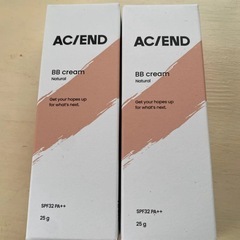 AC/END
BB cream
Natural
Get your hopes up
for what's next.
SPF32 PA++
25 g
AC/END
BB cream
Natural
Get your hopes up
for what's next.
SPF32 PA++
25 g